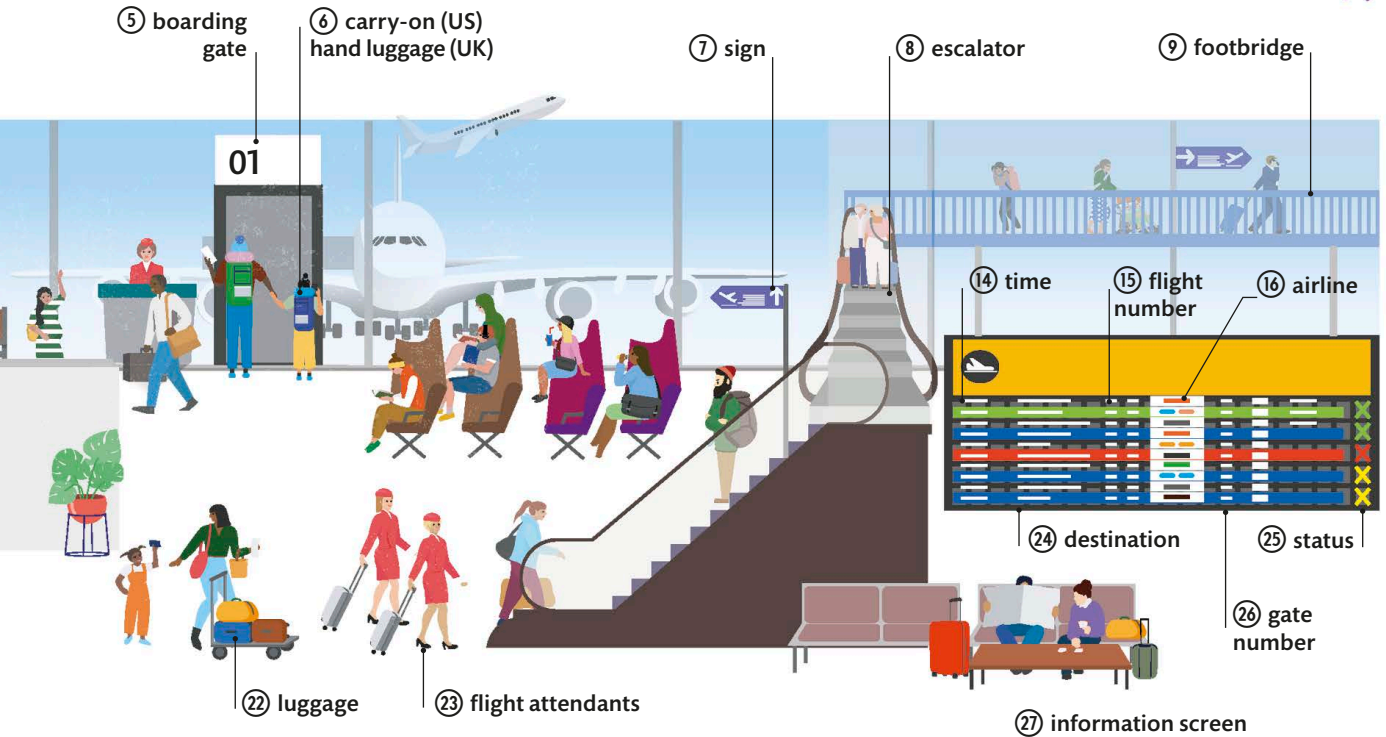 ⑤ boarding
gate
⑥ carry-on (US)
hand luggage (UK)
⑦ sign
⑧ escalator
⑨ footbridge
01
⑭ time
⑮ flight
number
⑯ airline
㉔ destination
㉕ status
㉖ gate
number
㉒ luggage
㉓ flight attendants
㉗ information screen